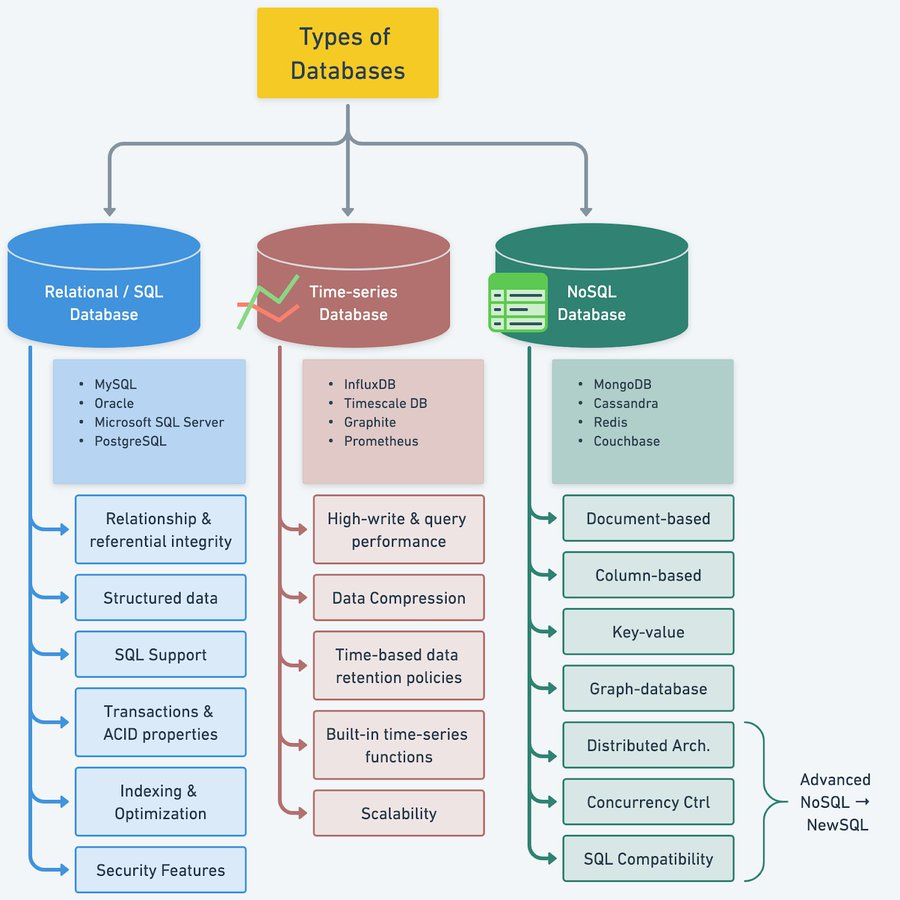 Types of
Databases
Relational / SQL
Database
• MySQL
• Oracle
• Microsoft SQL Server
• PostgreSQL
Relationship &
referential integrity
Structured data
SQL Support
Transactions &
ACID properties
Indexing &
Optimization
Security Features
Time-series
Database
• InfluxDB
• Timescale DB
• Graphite
• Prometheus
High-write & query
performance
Data Compression
Time-based data
retention policies
Built-in time-series
functions
Scalability
NoSQL
Database
• MongoDB
• Cassandra
• Redis
• Couchbase
Document-based
Column-based
Key-value
Graph-database
Distributed Arch.
Concurrency Ctrl
SQL Compatibility
Advanced
NoSQL →
NewSQL